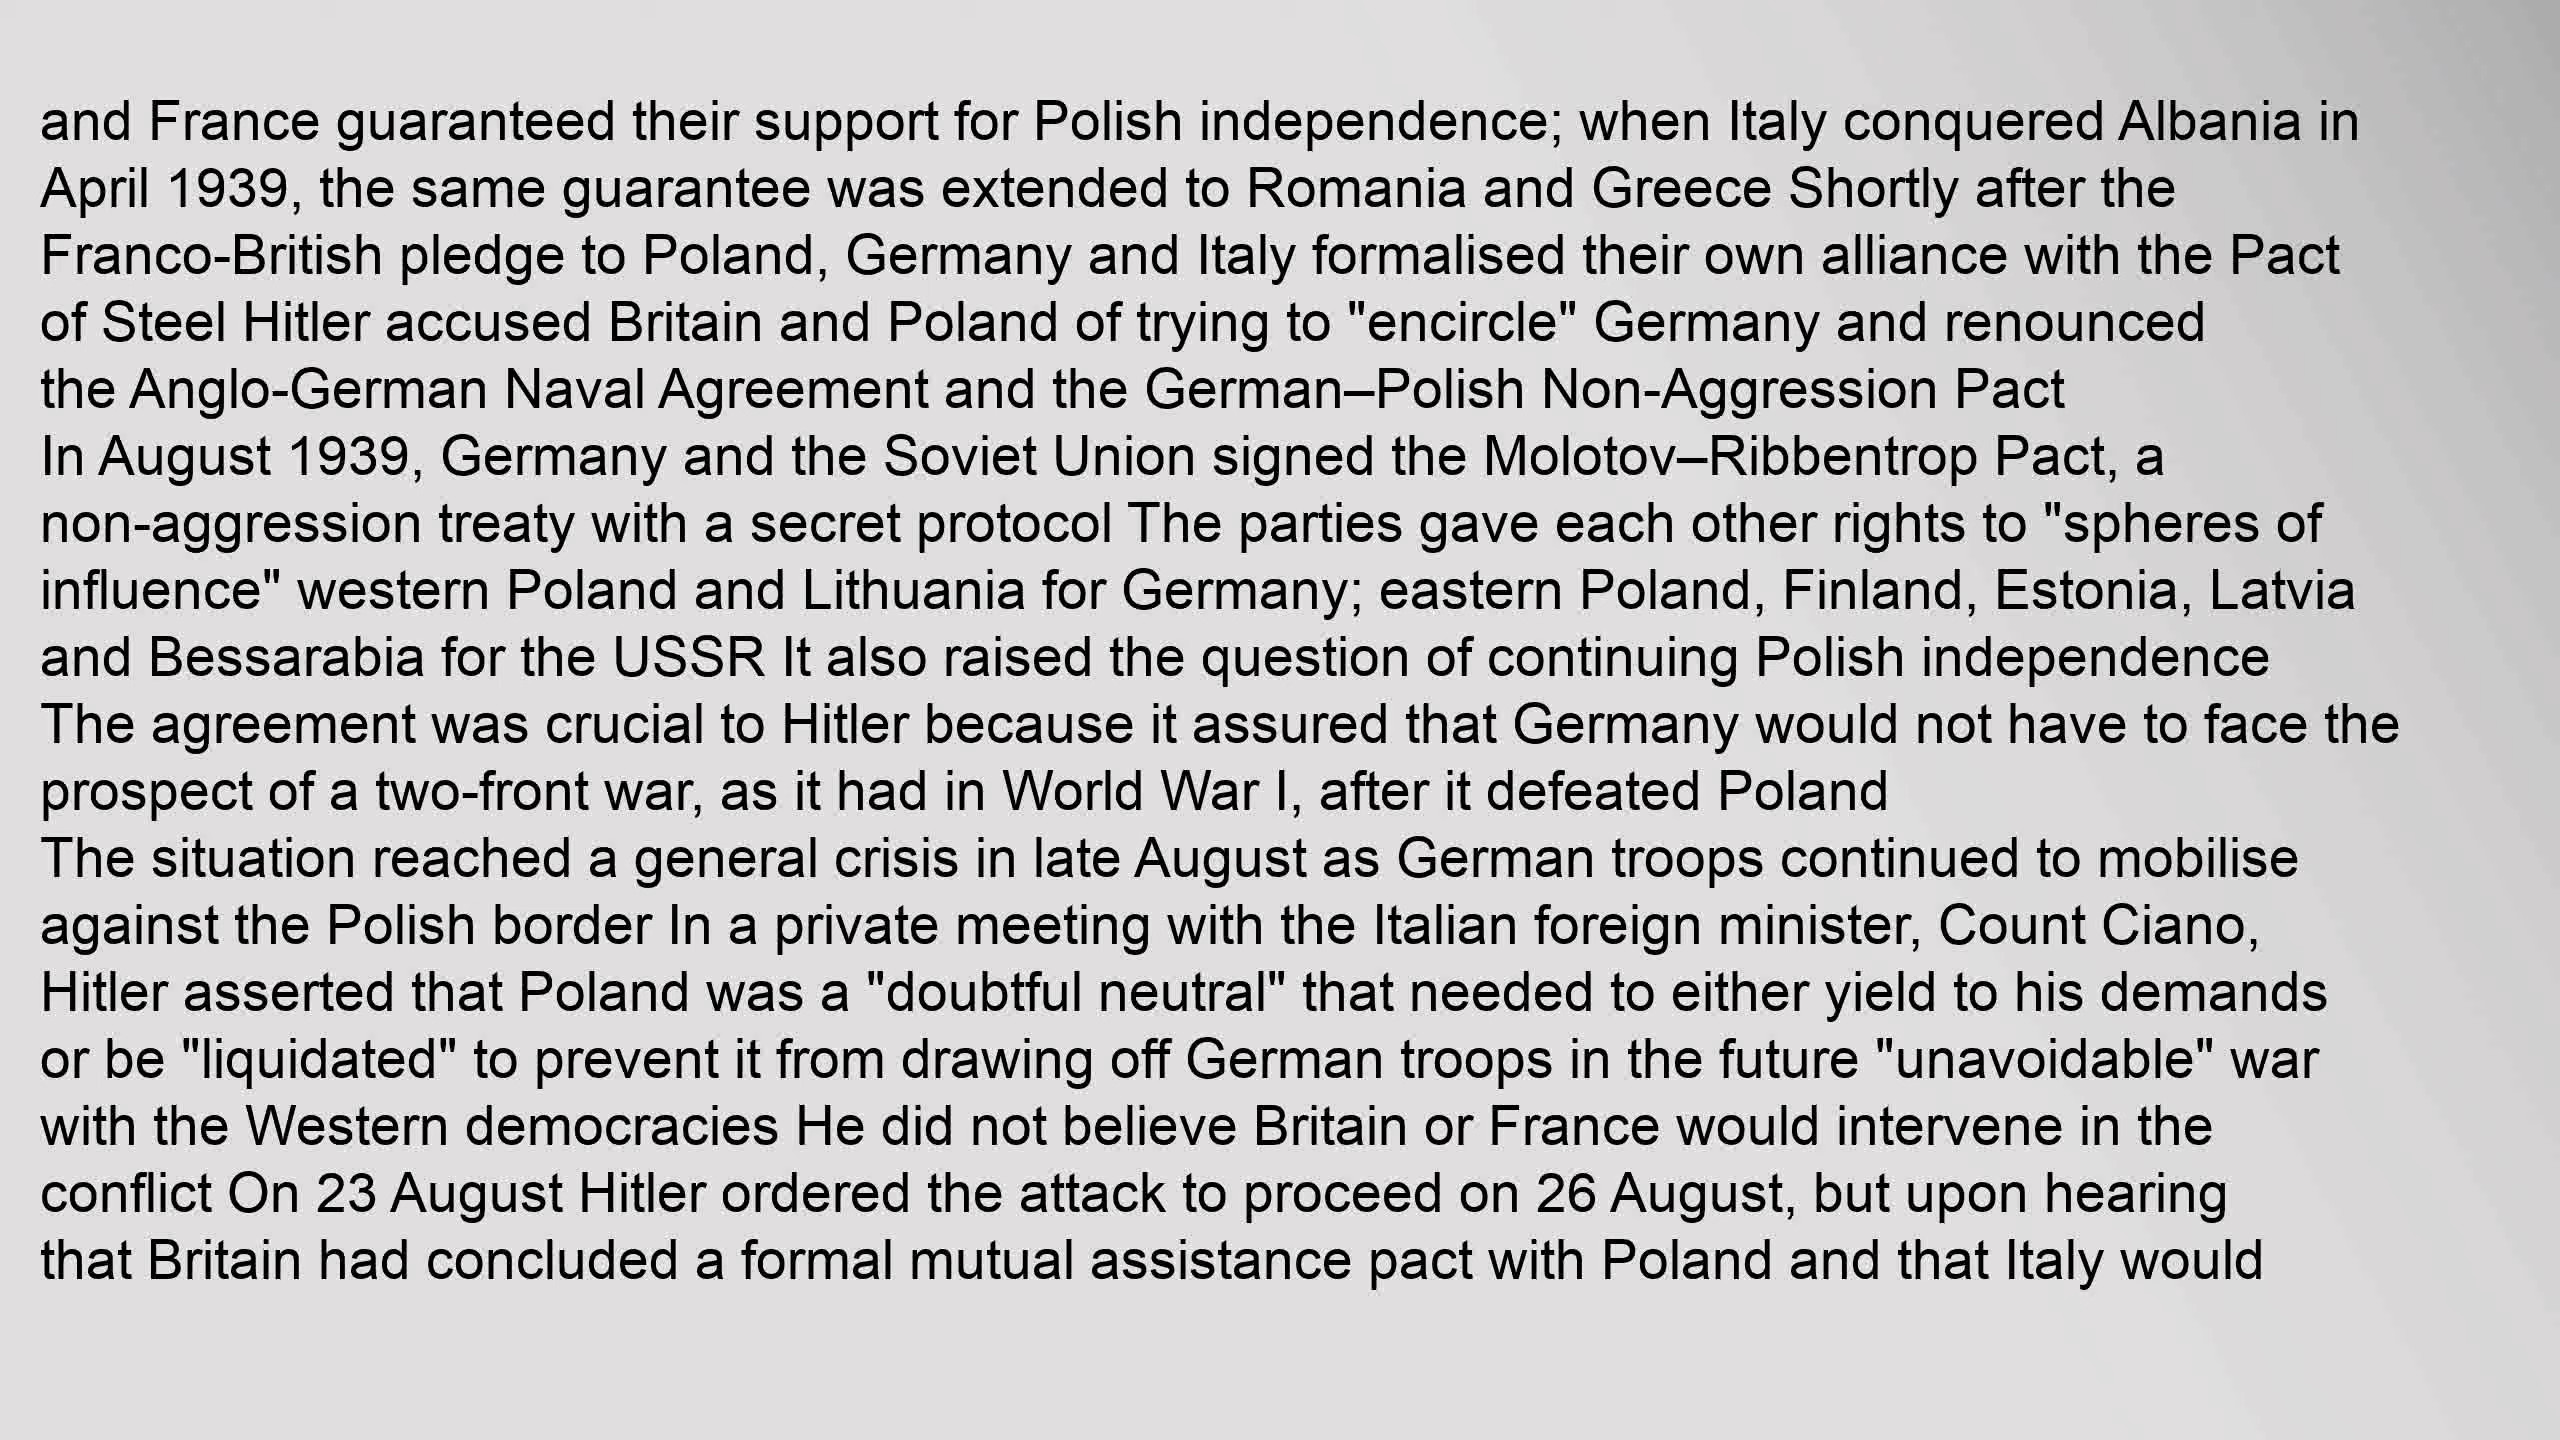 and France guaranteed their support for Polish independence; when Italy conquered Albania in
April 1939, the same guarantee was extended to Romania and Greece Shortly after the
Franco-British pledge to Poland, Germany and Italy formalised their own alliance with the Pact
of Steel Hitler accused Britain and Poland of trying to "encircle" Germany and renounced
the Anglo-German Naval Agreement and the German–Polish Non-Aggression Pact
In August 1939, Germany and the Soviet Union signed the Molotov–Ribbentrop Pact, a
non-aggression treaty with a secret protocol The parties gave each other rights to "spheres of
influence" western Poland and Lithuania for Germany; eastern Poland, Finland, Estonia, Latvia
and Bessarabia for the USSR It also raised the question of continuing Polish independence
The agreement was crucial to Hitler because it assured that Germany would not have to face the
prospect of a two-front war, as it had in World War I, after it defeated Poland
The situation reached a general crisis in late August as German troops continued to mobilise
against the Polish border In a private meeting with the Italian foreign minister, Count Ciano,
Hitler asserted that Poland was a "doubtful neutral" that needed to either yield to his demands
or be "liquidated" to prevent it from drawing off German troops in the future "unavoidable" war
with the Western democracies He did not believe Britain or France would intervene in the
conflict On 23 August Hitler ordered the attack to proceed on 26 August, but upon hearing
that Britain had concluded a formal mutual assistance pact with Poland and that Italy would